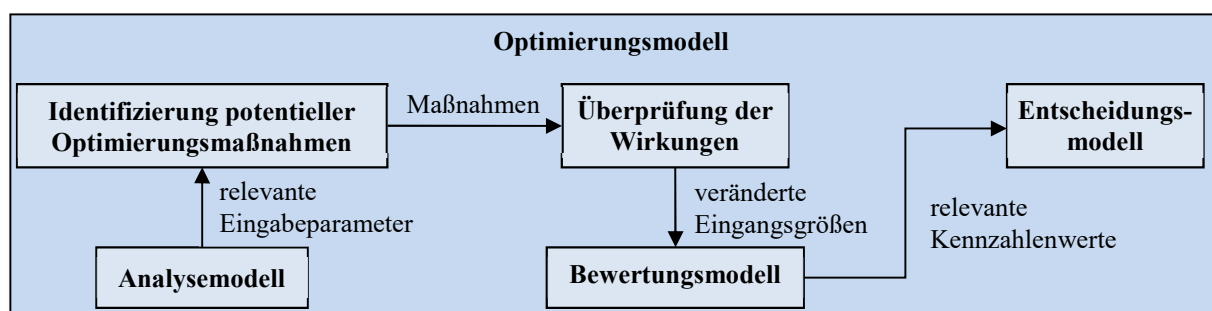 Optimierungsmodell
Identifizierung potentieller
Optimierungsmaßnahmen
Maßnahmen
Überprüfung der
Wirkungen
Entscheidungs-
modell
relevante
Eingabeparameter
veränderte
Eingangsgrößen
relevante
Kennzahlenwerte
Analysemodell
Bewertungsmodell